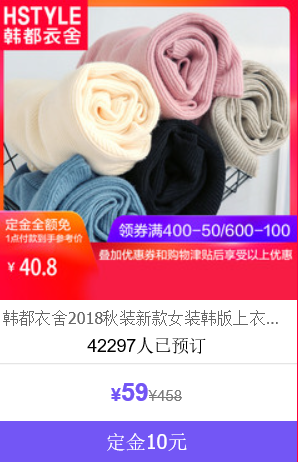 HSTYLE
韩都衣舍
定金全额免
1点付款到手参考价
¥ 40.8
领券满400-50/600-100
叠加优惠券和购物津贴后享受以上优惠
韩都衣舍2018秋装新款女装韩版上衣...
42297人已预订
¥59¥458
定金10元